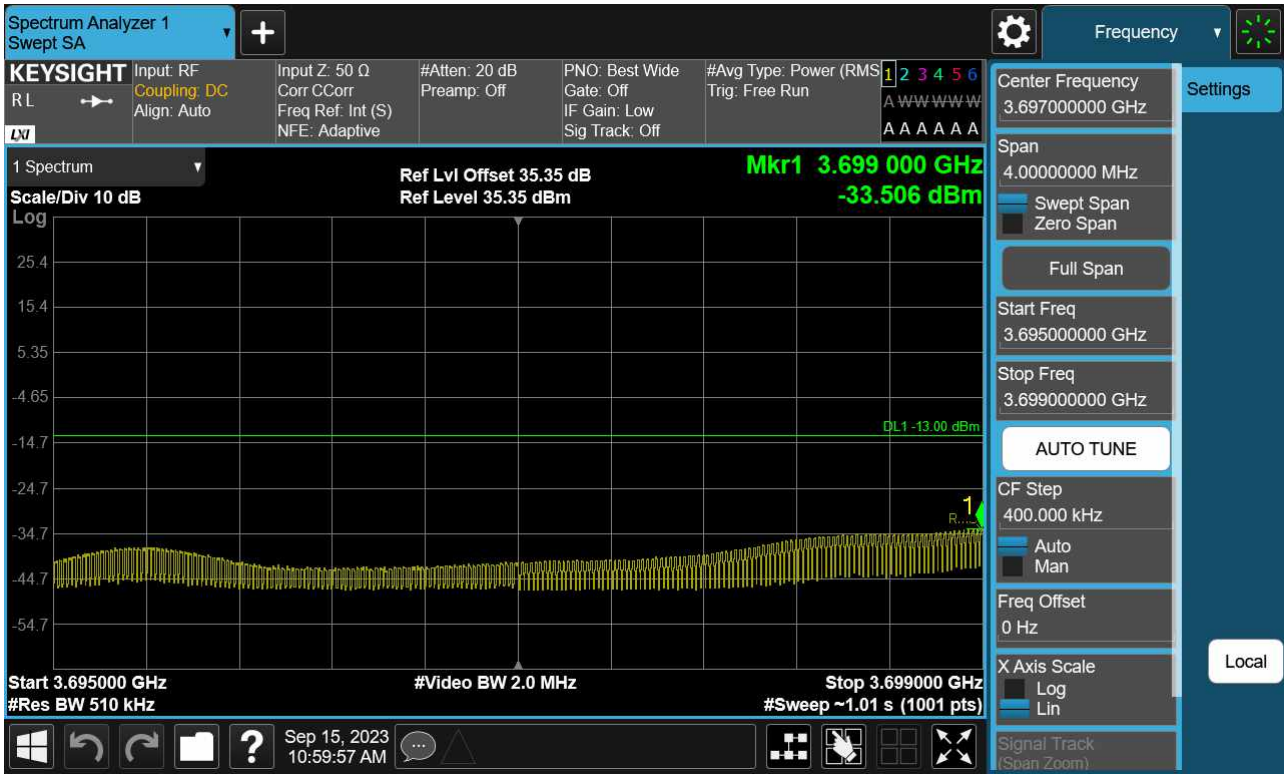 Spectrum Analyzer 1
Swept SA
Frequency
KEYSIGHT
R L
LXI
Input: RF
Coupling: DC
Align: Auto
Input Z: 50 Ω
Corr CCorr
Freq Ref: Int (S)
NFE: Adaptive
#Atten: 20 dB
Preamp: Off
PNO: Best Wide
Gate: Off
IF Gain: Low
Sig Track: Off
#Avg Type: Power (RMS
Trig: Free Run
1 2 3 4 5 6
A W W W W W
A A A A A A
1 Spectrum
Scale/Div 10 dB
Log
Ref Lvl Offset 35.35 dB
Ref Level 35.35 dBm
Mkr1 3.699 000 GHz
-33.506 dBm
25.4
15.4
5.35
-4.65
-14.7
-24.7
-34.7
-44.7
-54.7
DL1 -13.00 dBm
1
Start 3.695000 GHz
#Res BW 510 kHz
#Video BW 2.0 MHz
Stop 3.699000 GHz
#Sweep ~1.01 s (1001 pts)
Center Frequency
3.697000000 GHz
Span
4.00000000 MHz
Swept Span
Zero Span
Full Span
Start Freq
3.695000000 GHz
Stop Freq
3.699000000 GHz
AUTO TUNE
CF Step
400.000 kHz
Auto
Man
Freq Offset
0 Hz
X Axis Scale
Log
Lin
Signal Track
(Span Zoom)
Settings
Local
?
Sep 15, 2023
10:59:57 AM